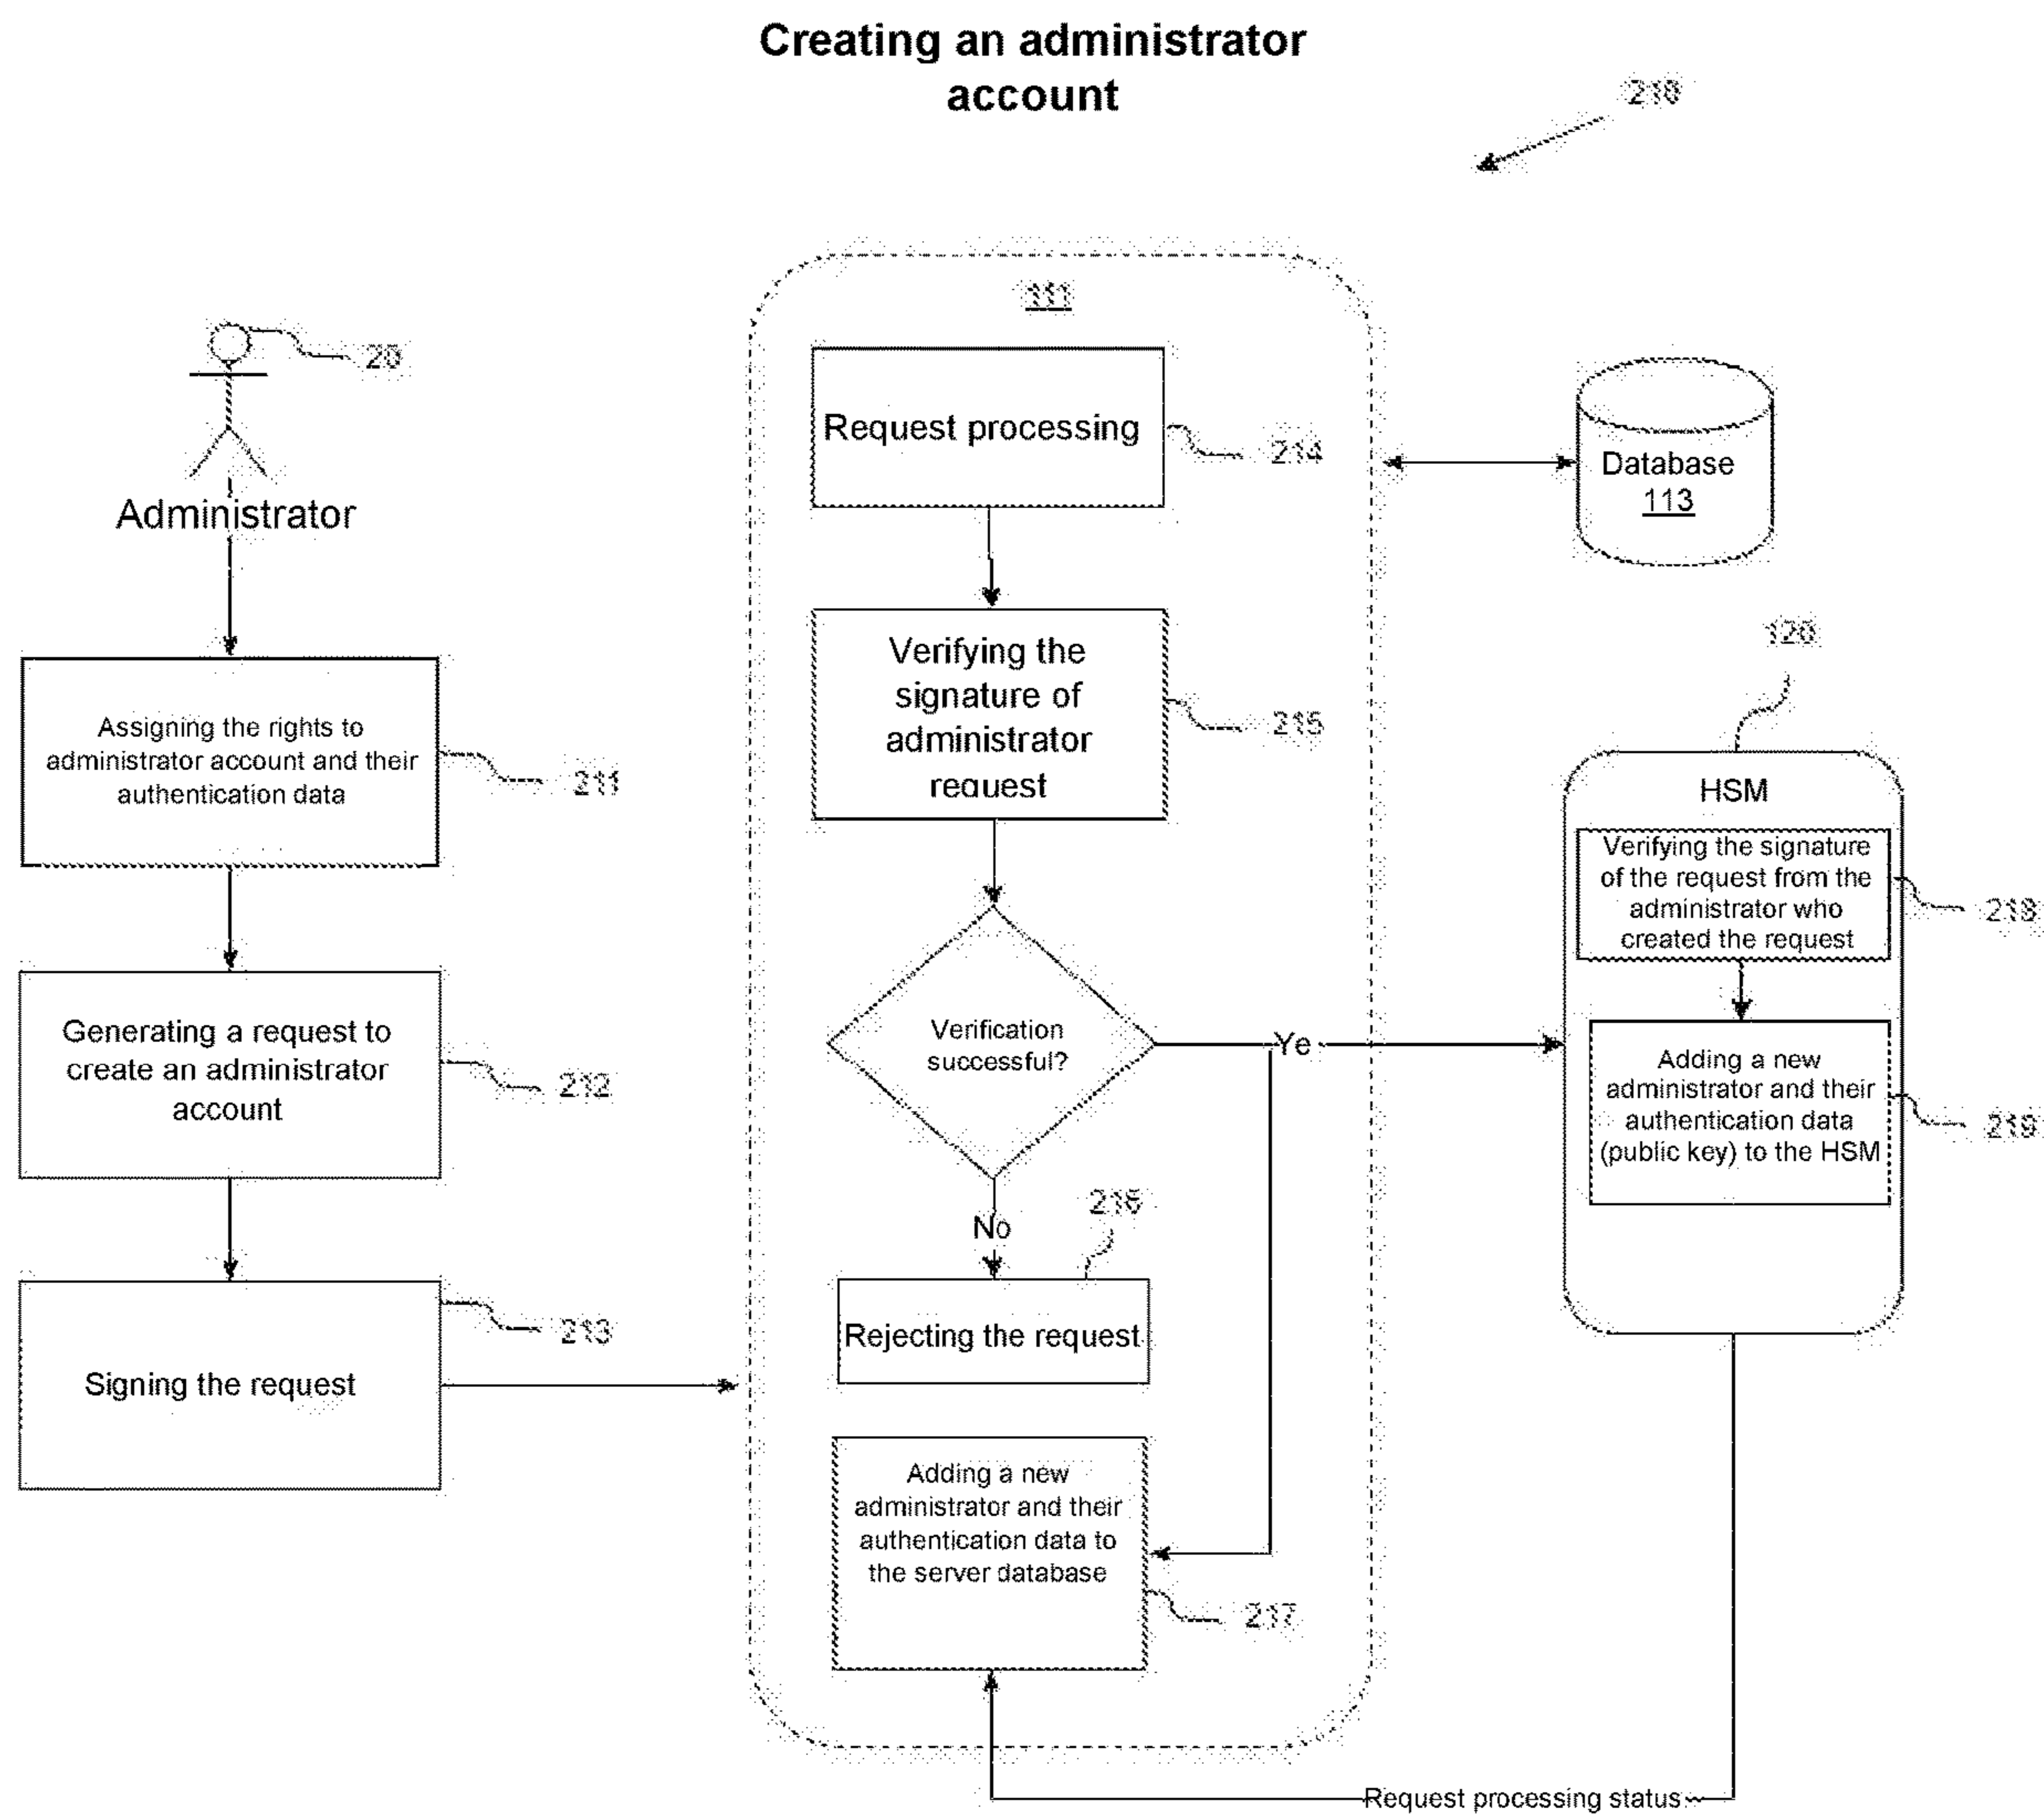 Creating an administrator
account
210
20
Administrator
Assigning the rights to
administrator account and their
authentication data
211
Generating a request to
create an administrator
account
212
Signing the request
213
111
Request processing
214
Verifying the
signature of
administrator
request
215
Verification
successful?
Ye
No
216
Rejecting the request
Adding a new
administrator and their
authentication data to
the server database
217
Database
113
120
HSM
Verifying the signature
of the request from the
administrator who
created the request
218
Adding a new
administrator and their
authentication data
(public key) to the HSM
219
Request processing status